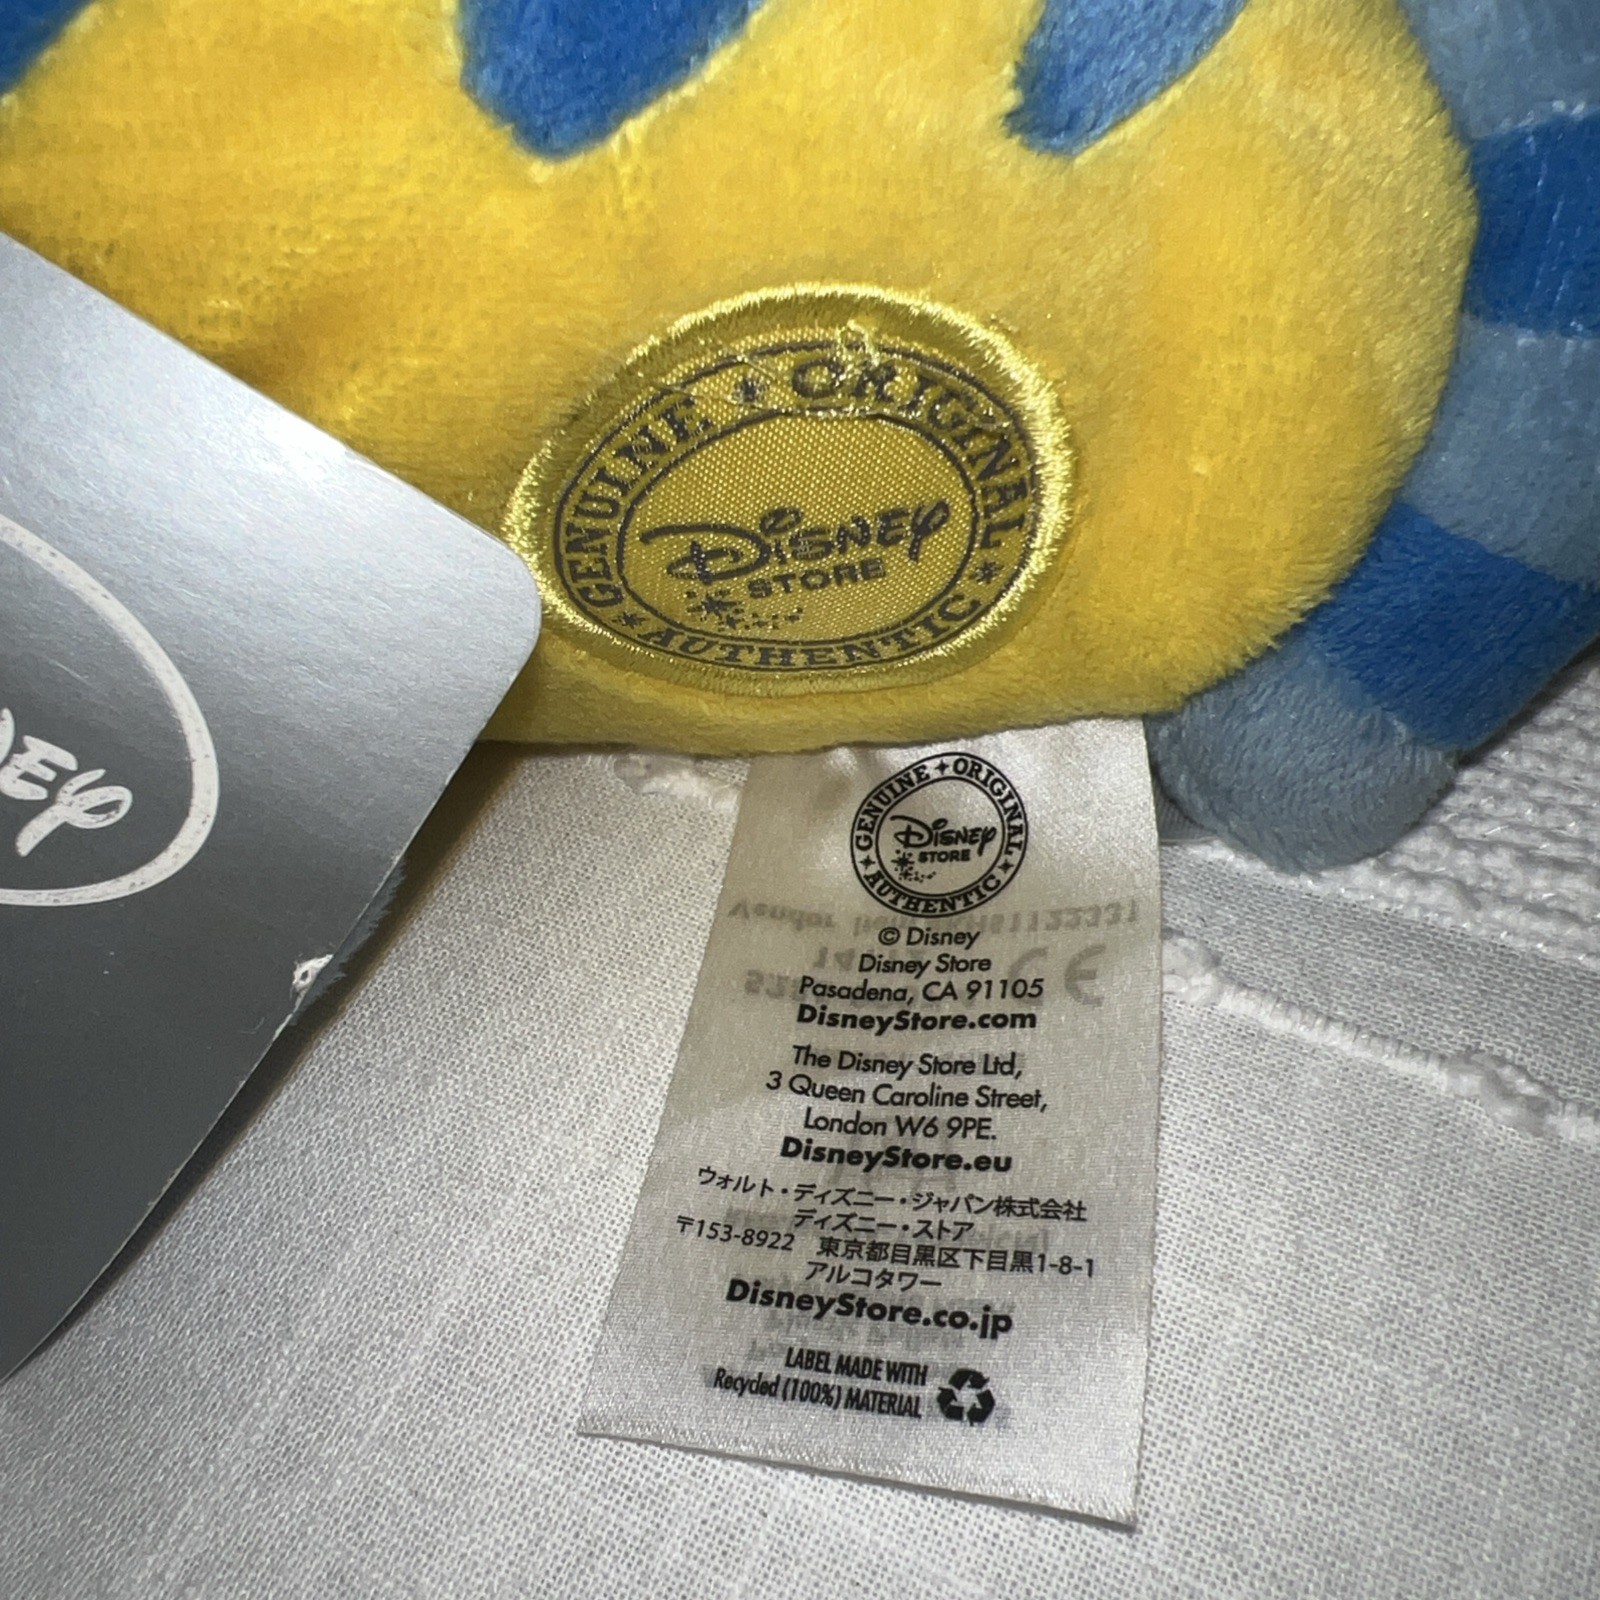 GENUINE ORIGINAL
DISNEY
STORE
AUTHENTIC
GENUINE ORIGINAL
DISNEY
STORE
AUTHENTIC
© Disney
Disney Store
Pasadena, CA 91105
DisneyStore.com
The Disney Store Ltd,
3 Queen Caroline Street,
London W6 9PE.
DisneyStore.eu
ウォルト・ディズニー・ジャパン株式会社
ディズニー・ストア
〒153-8922 東京都目黒区下目黒1-8-1
アルコタワー
DisneyStore.co.jp
LABEL MADE WITH
Recycled (100%) MATERIAL